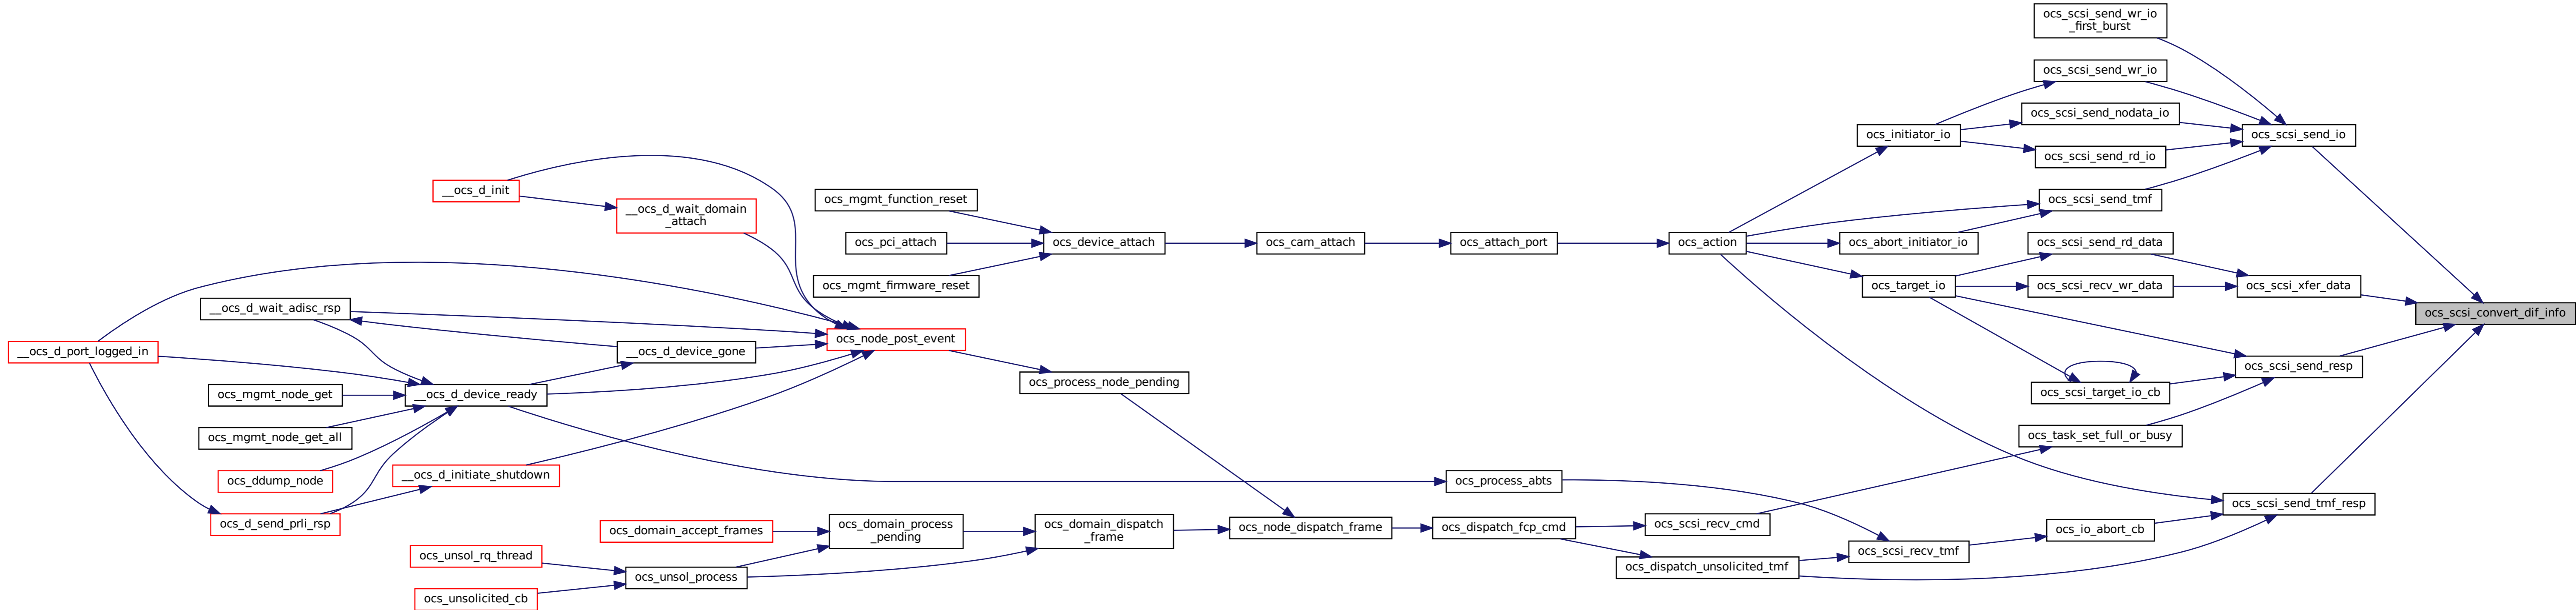 ocs_scsi_send_wr_io
_first_burst
ocs_scsi_send_wr_io
ocs_scsi_send_nodata_io
ocs_initiator_io
ocs_scsi_send_io
ocs_scsi_send_rd_io
__ocs_d_init
ocs_mgmt_function_reset
ocs_scsi_send_tmf
__ocs_d_wait_domain
_attach
ocs_pci_attach
ocs_device_attach
ocs_cam_attach
ocs_attach_port
ocs_action
ocs_abort_initiator_io
ocs_scsi_send_rd_data
ocs_mgmt_firmware_reset
ocs_target_io
ocs_scsi_recv_wr_data
ocs_scsi_xfer_data
__ocs_d_wait_adisc_rsp
ocs_scsi_convert_dif_info
ocs_node_post_event
__ocs_d_port_logged_in
__ocs_d_device_gone
ocs_scsi_send_resp
ocs_process_node_pending
ocs_mgmt_node_get
__ocs_d_device_ready
ocs_scsi_target_io_cb
ocs_mgmt_node_get_all
ocs_task_set_full_or_busy
ocs_ddump_node
__ocs_d_initiate_shutdown
ocs_process_abts
ocs_scsi_send_tmf_resp
ocs_d_send_prli_rsp
ocs_domain_accept_frames
ocs_domain_process
_pending
ocs_domain_dispatch
_frame
ocs_node_dispatch_frame
ocs_dispatch_fcp_cmd
ocs_scsi_recv_cmd
ocs_io_abort_cb
ocs_unsol_rq_thread
ocs_scsi_recv_tmf
ocs_unsol_process
ocs_dispatch_unsolicited_tmf
ocs_unsolicited_cb